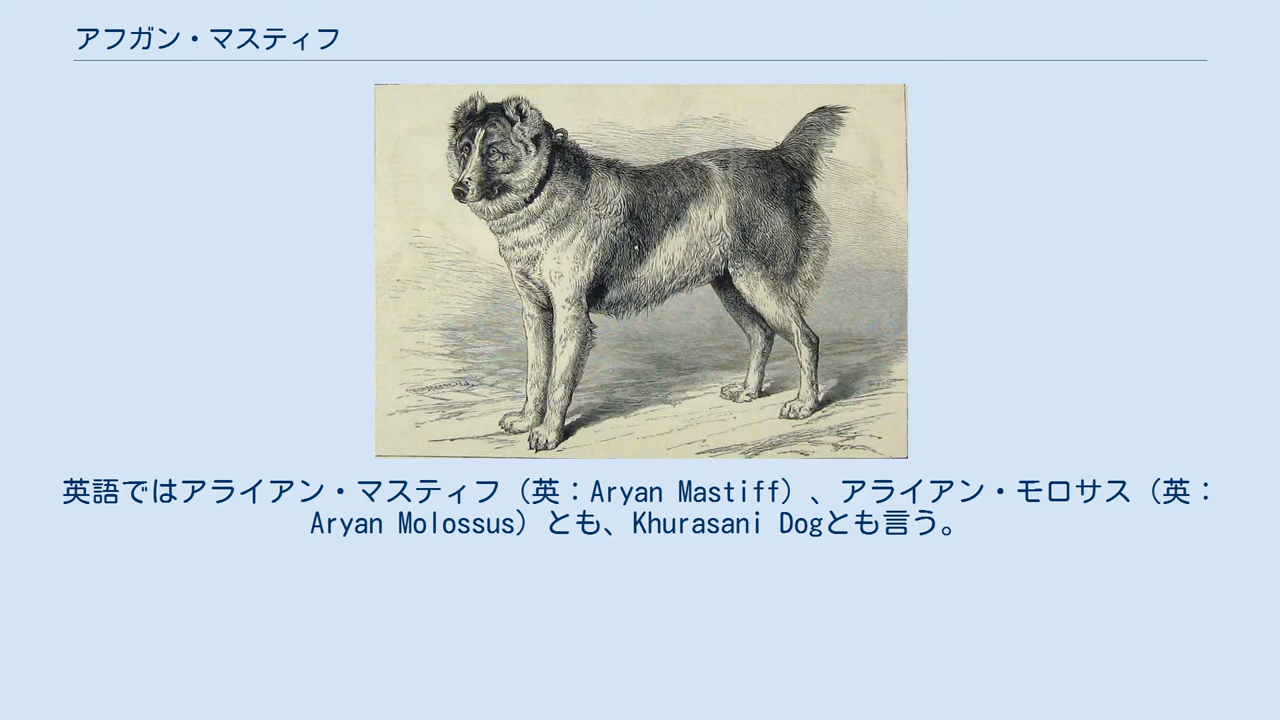 アフガン・マスティフ
英語ではアライアン・マスティフ（英：Aryan Mastiff）、アライアン・モロサス（英：
Aryan Molossus）とも、Khurasani Dogとも言う。